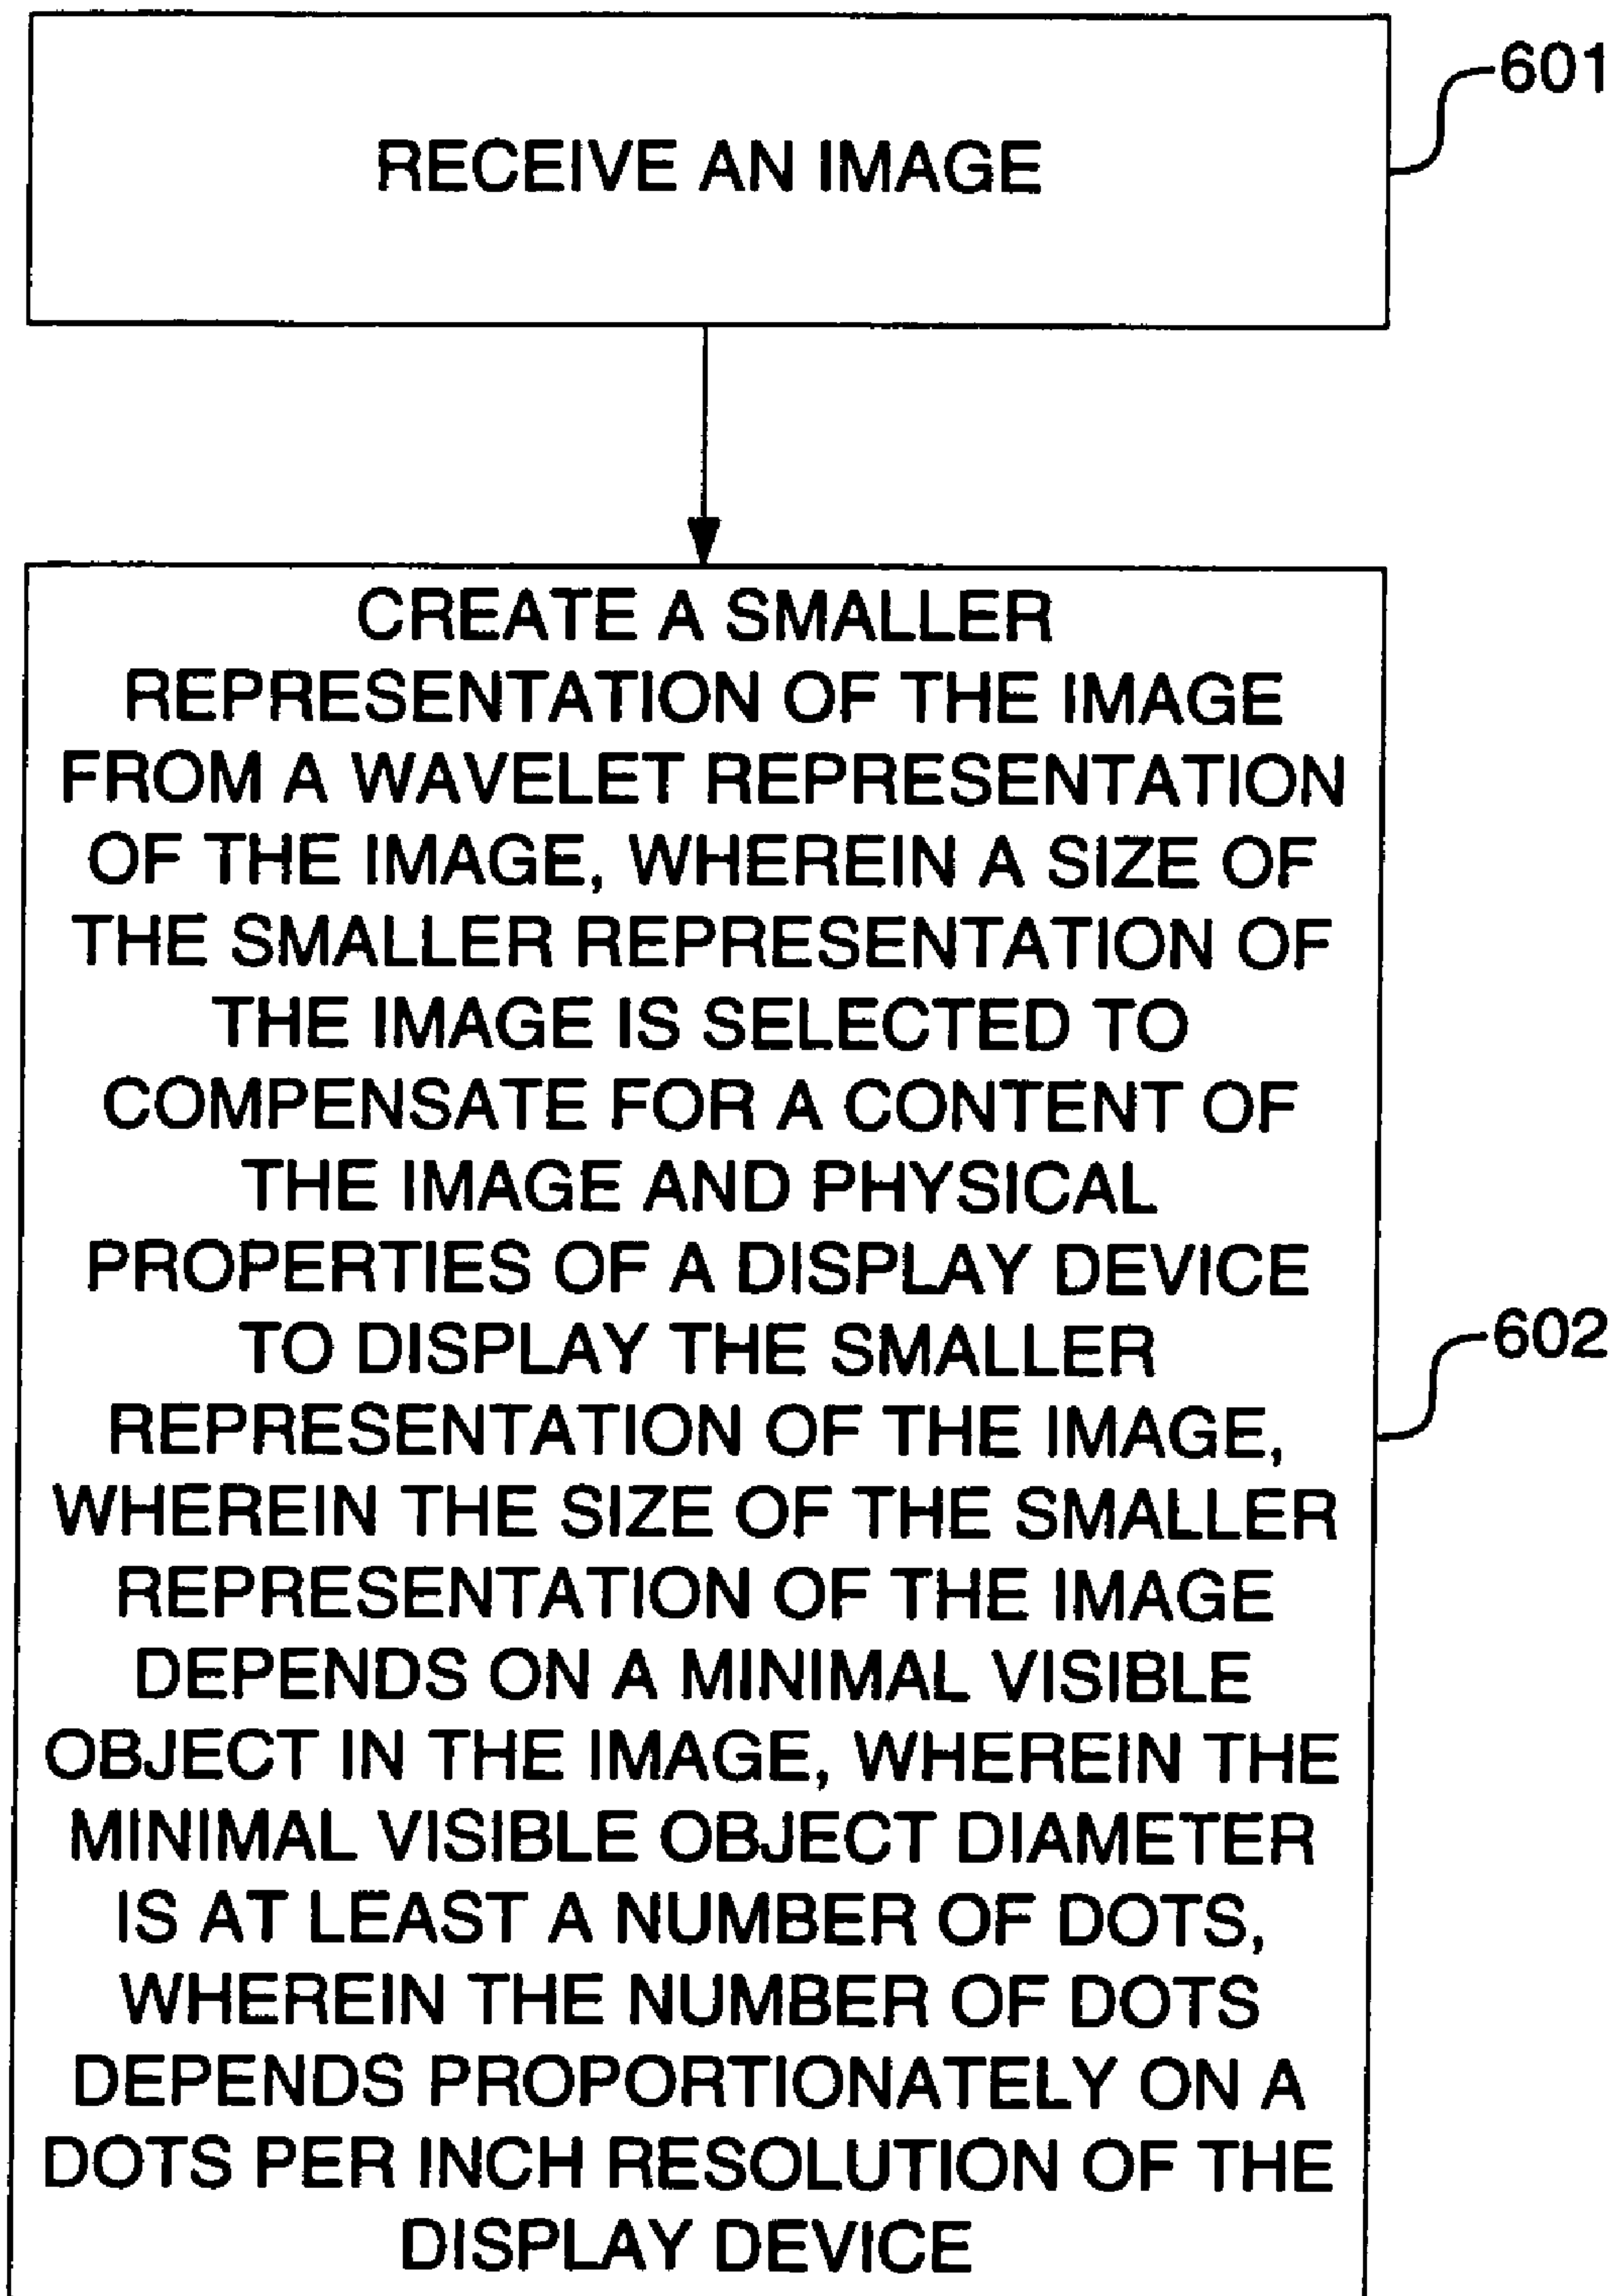 RECEIVE AN IMAGE
601
CREATE A SMALLER
REPRESENTATION OF THE IMAGE
FROM A WAVELET REPRESENTATION
OF THE IMAGE, WHEREIN A SIZE OF
THE SMALLER REPRESENTATION OF
THE IMAGE IS SELECTED TO
COMPENSATE FOR A CONTENT OF
THE IMAGE AND PHYSICAL
PROPERTIES OF A DISPLAY DEVICE
TO DISPLAY THE SMALLER
REPRESENTATION OF THE IMAGE,
WHEREIN THE SIZE OF THE SMALLER
REPRESENTATION OF THE IMAGE
DEPENDS ON A MINIMAL VISIBLE
OBJECT IN THE IMAGE, WHEREIN THE
MINIMAL VISIBLE OBJECT DIAMETER
IS AT LEAST A NUMBER OF DOTS,
WHEREIN THE NUMBER OF DOTS
DEPENDS PROPORTIONATELY ON A
DOTS PER INCH RESOLUTION OF THE
DISPLAY DEVICE
602